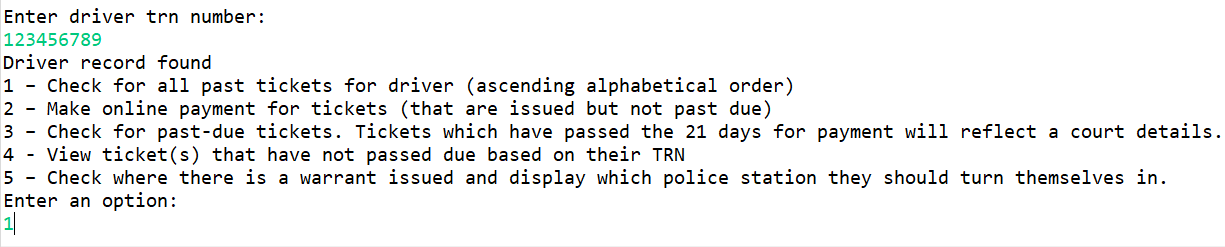 Enter driver trn number:
123456789
Driver record found
1 – Check for all past tickets for driver (ascending alphabetical order)
2 – Make online payment for tickets (that are issued but not past due)
3 – Check for past-due tickets. Tickets which have passed the 21 days for payment will reflect a court details.
4 - View ticket(s) that have not passed due based on their TRN
5 – Check where there is a warrant issued and display which police station they should turn themselves in.
Enter an option:
1